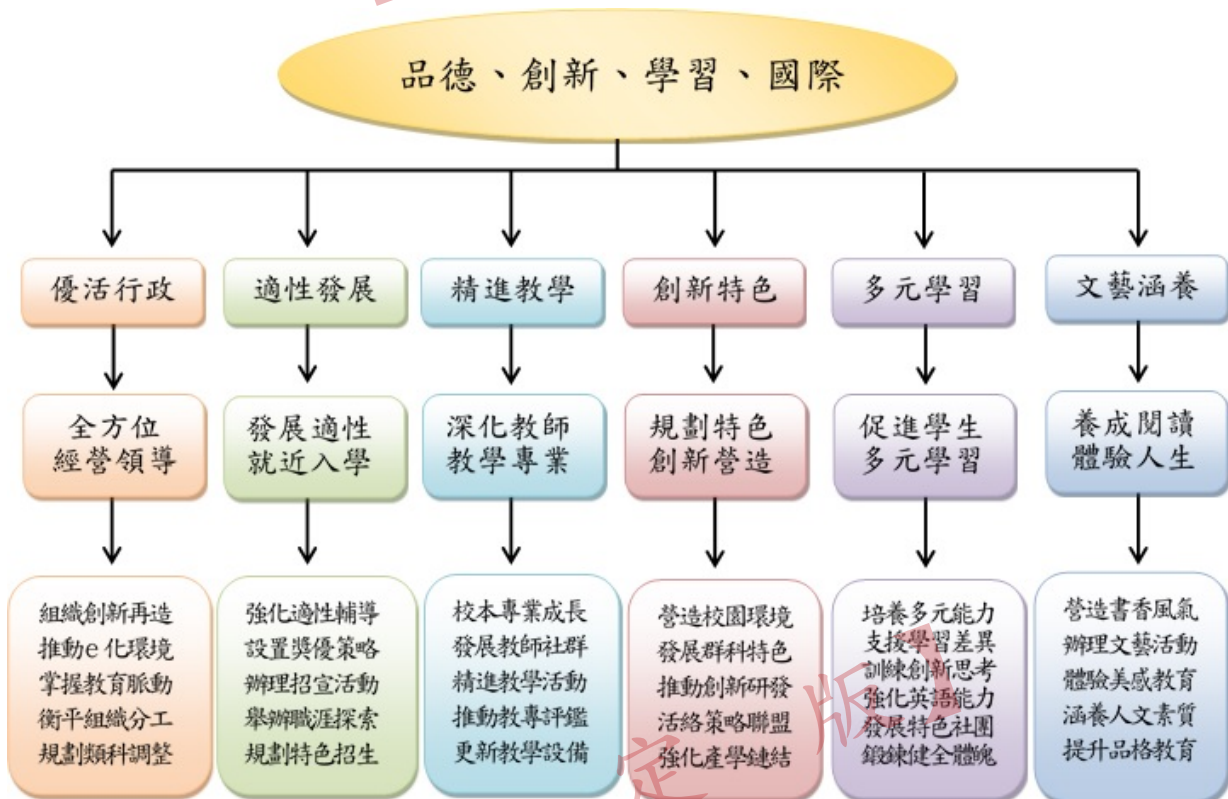 品德、創新、學習、國際
優活行政
適性發展
精進教學
創新特色
多元學習
文藝涵養
全方位
經營領導
發展適性
就近入學
深化教師
教學專業
規劃特色
創新營造
促進學生
多元學習
養成閱讀
體驗人生
組織創新再造
推動e 化環境
掌握教育脈動
衡平組織分工
規劃類科調整
強化適性輔導
設置獎優策略
辦理招宣活動
舉辦職涯探索
規劃特色招生
校本專業成長
發展教師社群
精進教學活動
推動教專評鑑
更新教學設備
營造校園環境
發展群科特色
推動創新研發
活絡策略聯盟
強化產學鏈結
培養多元能力
支援學習差異
訓練創新思考
強化英語能力
發展特色社團
鍛鍊健全體魄
營造書香風氣
辦理文藝活動
體驗美感教育
涵養人文素質
提升品格教育
定版】